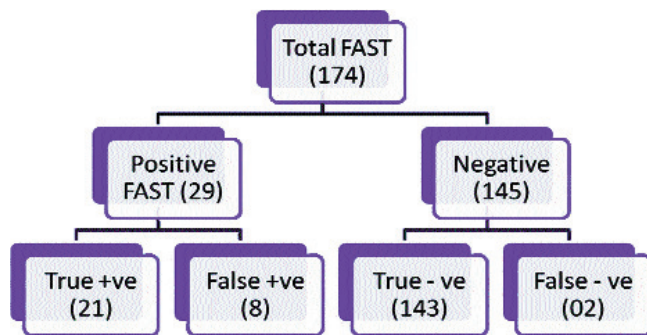 Total FAST
(174)
Positive
FAST (29)
Negative
(145)
True +ve
(21)
False +ve
(8)
True - ve
(143)
False - ve
(02)